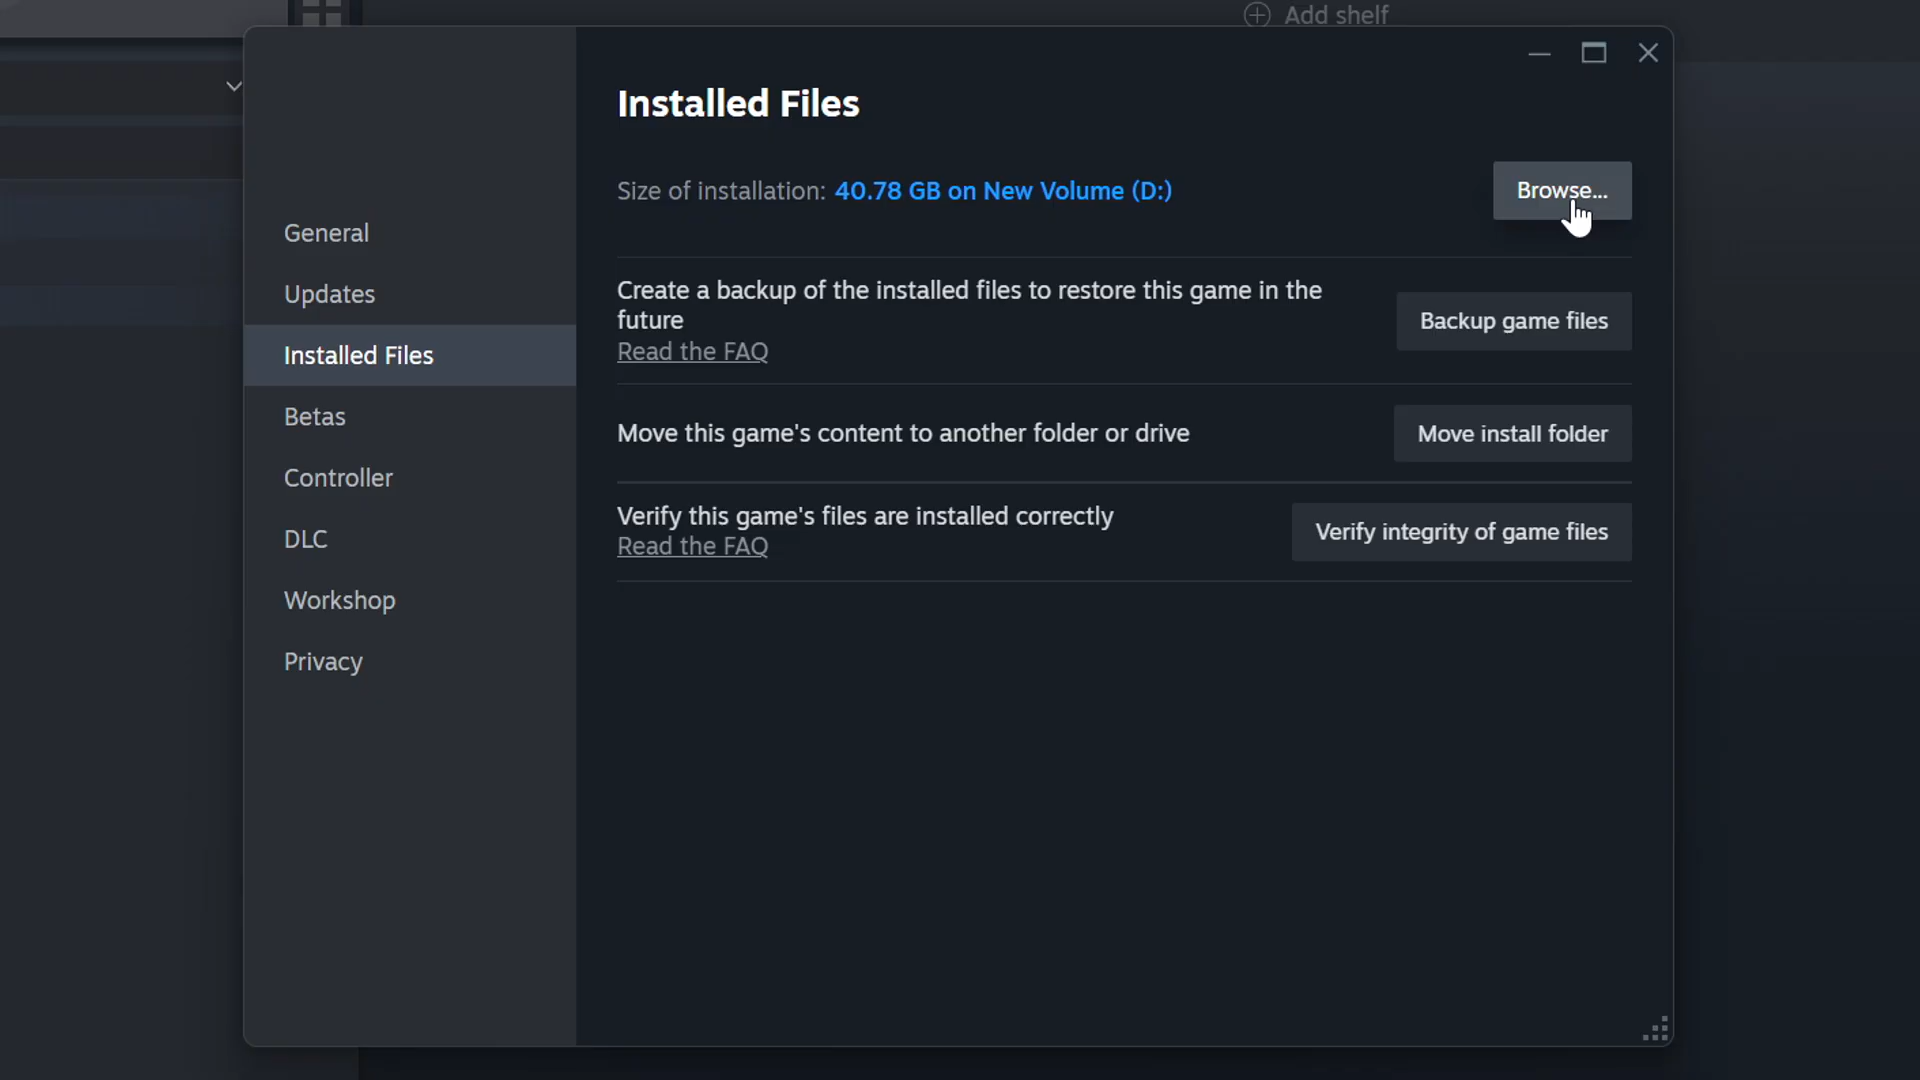 Add shelf
Installed Files
Size of installation: 40.78 GB on New Volume (D:)
Browse...
General
Updates
Installed Files
Betas
Controller
DLC
Workshop
Privacy
Create a backup of the installed files to restore this game in the
future
Read the FAQ
Backup game files
Move this game's content to another folder or drive
Move install folder
Verify this game's files are installed correctly
Read the FAQ
Verify integrity of game files